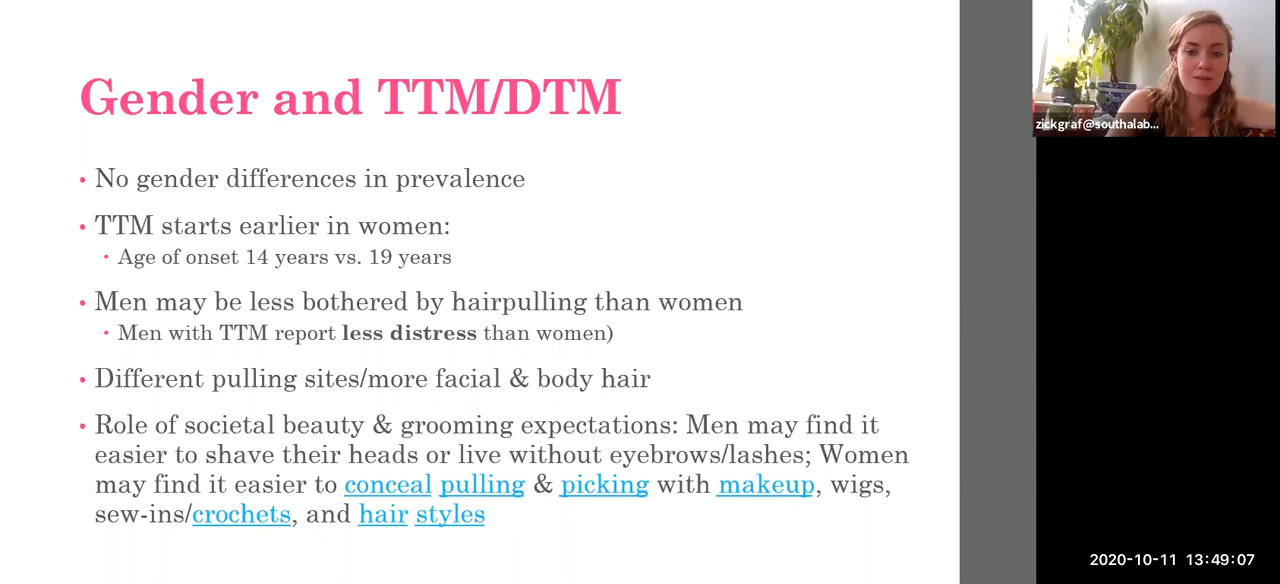 Gender and TTM/DTM
• No gender differences in prevalence
• TTM starts earlier in women:
• Age of onset 14 years vs. 19 years
• Men may be less bothered by hairpulling than women
• Men with TTM report less distress than women)
• Different pulling sites/more facial & body hair
• Role of societal beauty & grooming expectations: Men may find it
easier to shave their heads or live without eyebrows/lashes; Women
may find it easier to conceal pulling & picking with makeup, wigs,
sew-ins/crochets, and hair styles
zickgraf@southalab...
2020-10-11 13:49:07